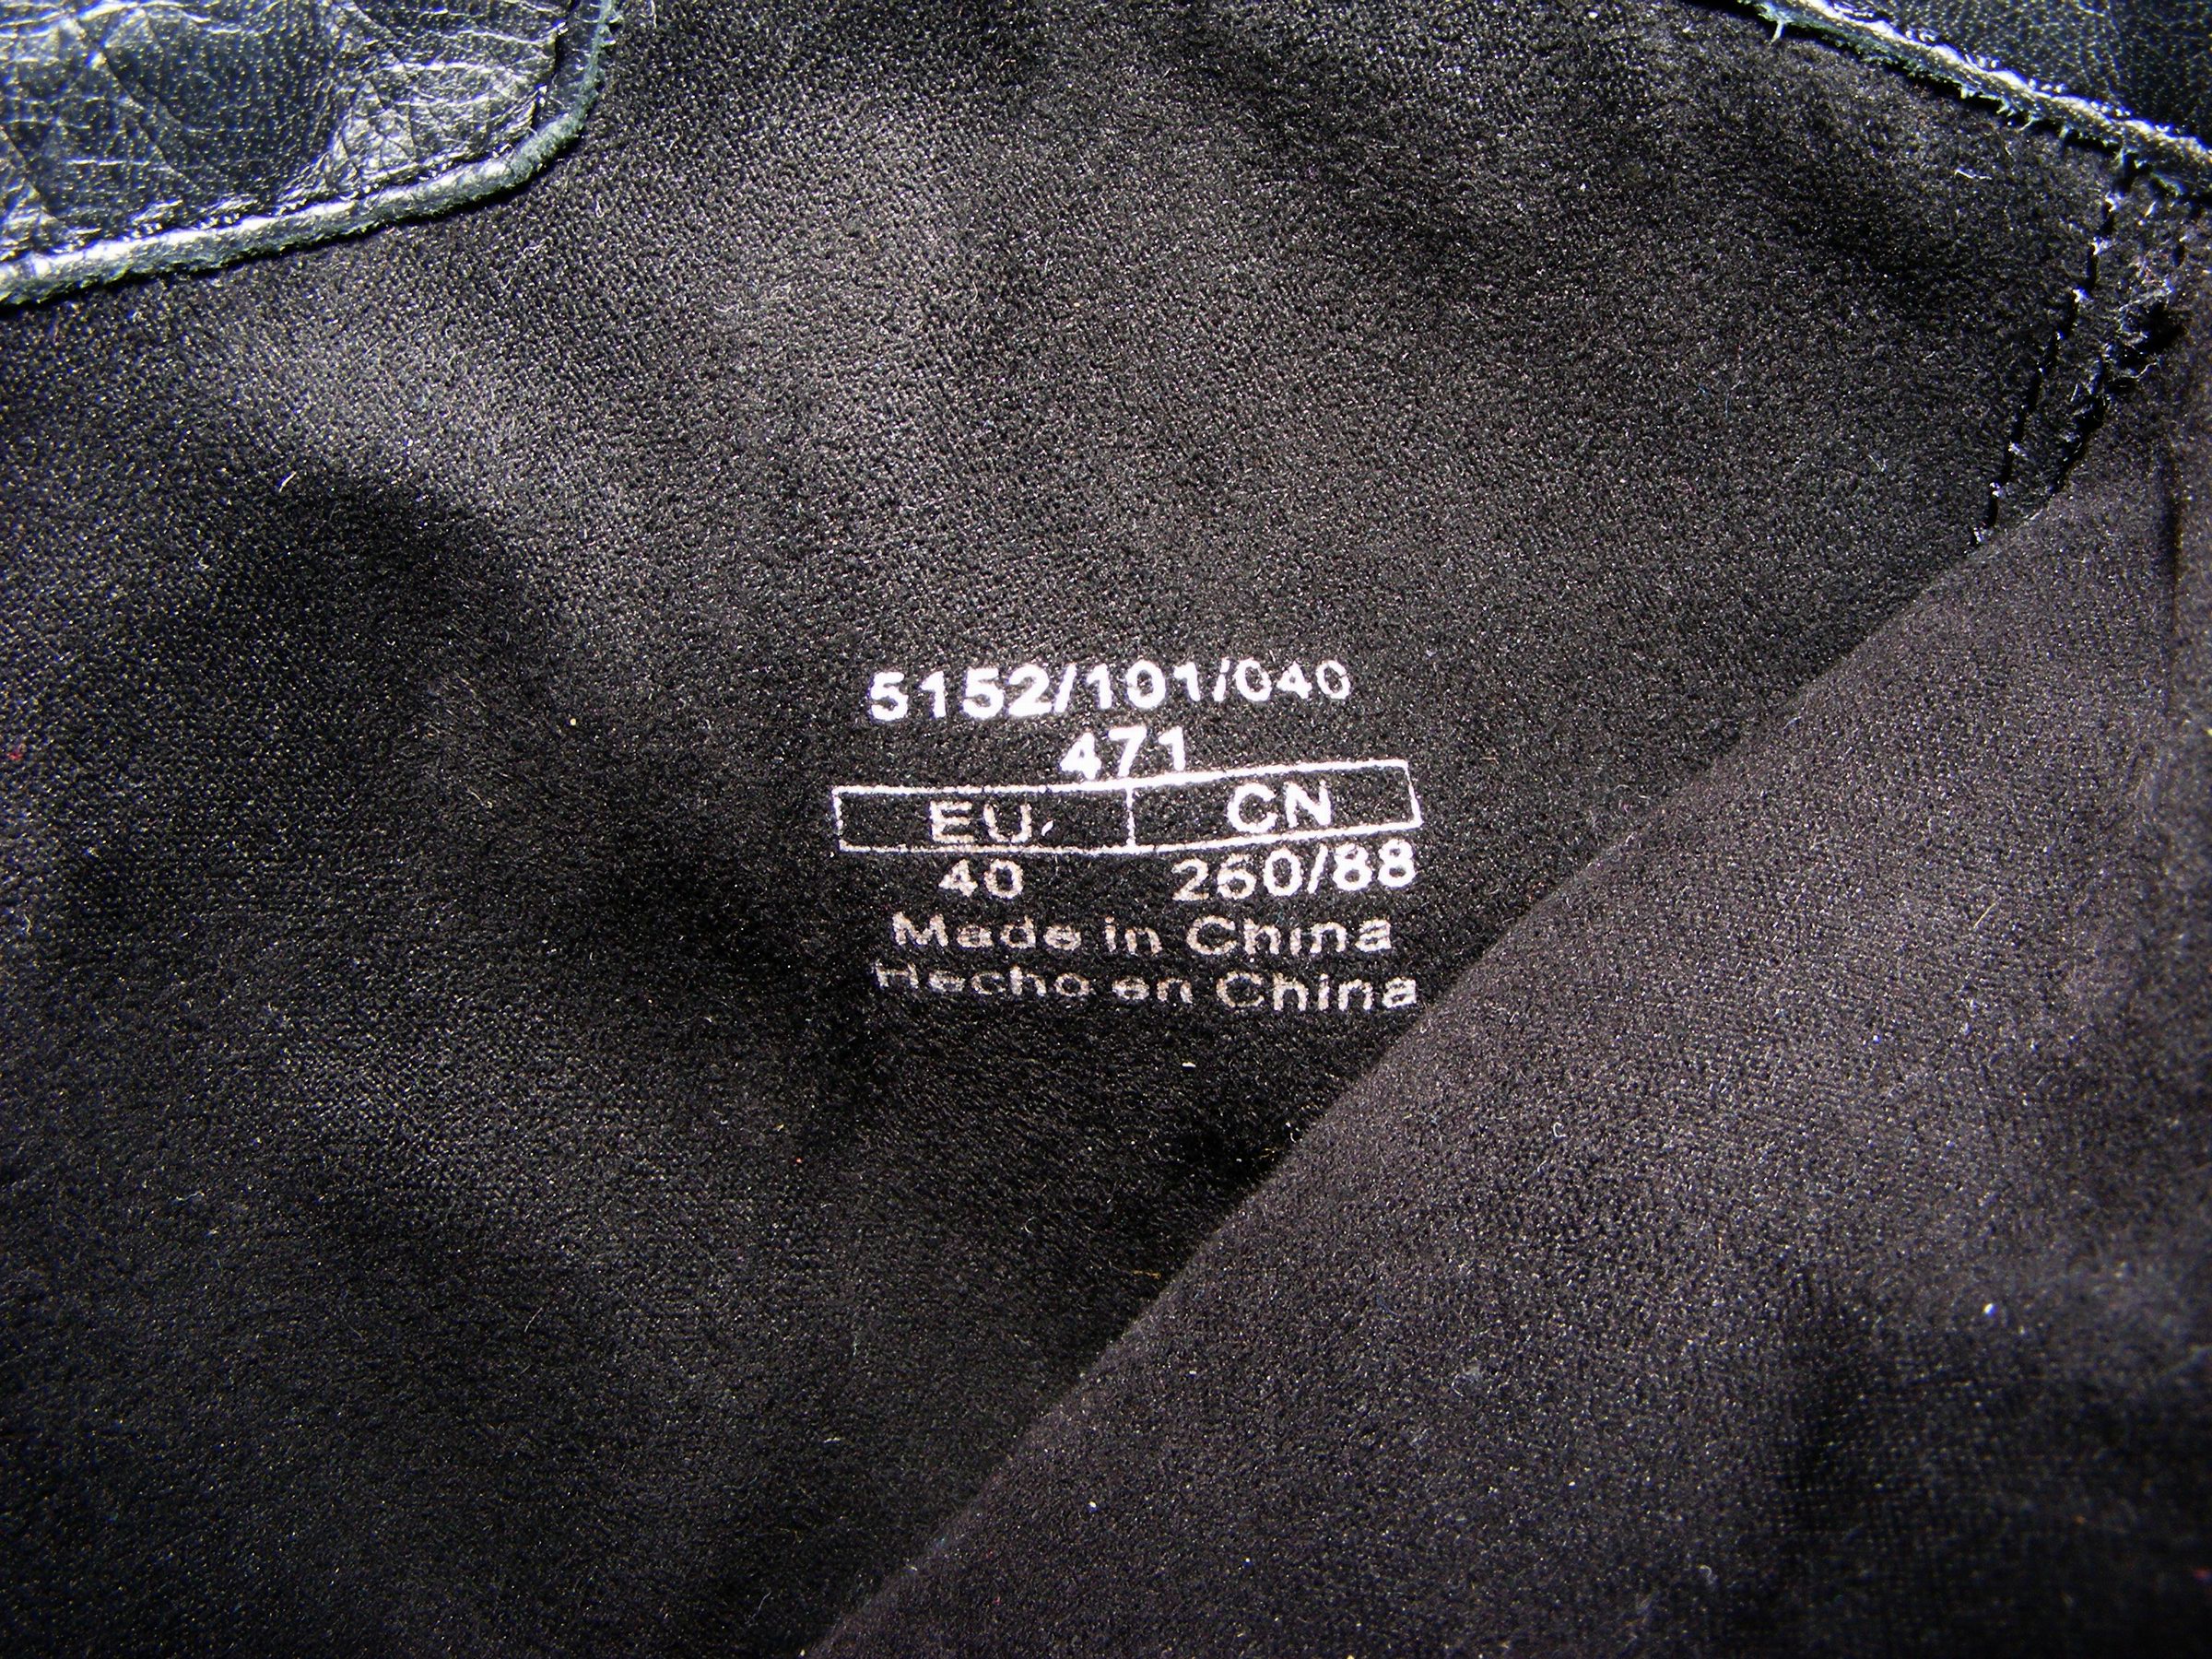 5152/101/040
471
EU CN
40 260/88
Made in China
Hecho en China